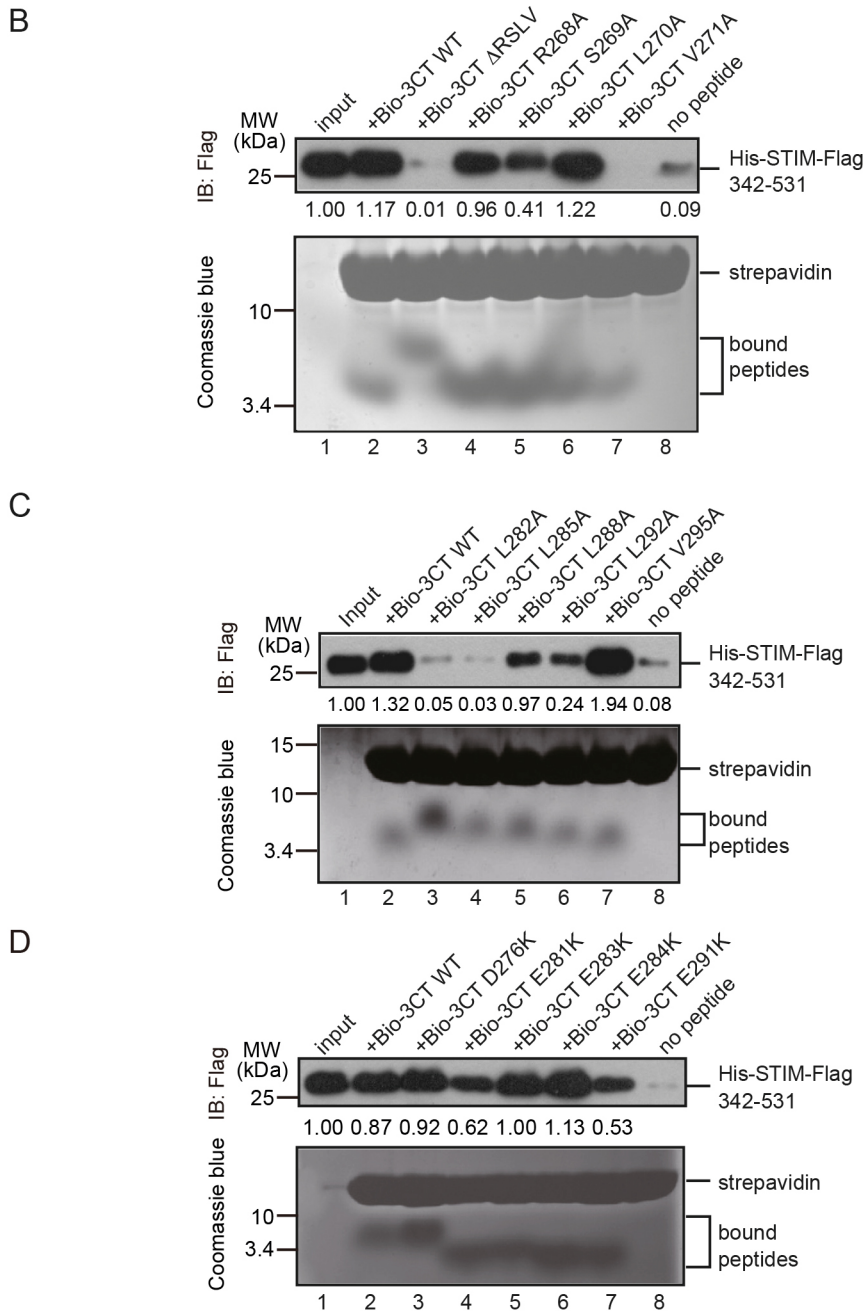 B
input
+Bio-3CT WT
+Bio-3CT ΔRSLV
+Bio-3CT R268A
+Bio-3CT S269A
+Bio-3CT L270A
+Bio-3CT V271A
no peptide
MW
(kDa)
IB: Flag
25
His-STIM-Flag
342-531
1.00 1.17 0.01 0.96 0.41 1.22 0.09
Coomassie blue
strepavidin
10
bound
peptides
3.4
1 2 3 4 5 6 7 8
C
Input
+Bio-3CT WT
+Bio-3CT L282A
+Bio-3CT L285A
+Bio-3CT L288A
+Bio-3CT L292A
+Bio-3CT V295A
no peptide
MW
(kDa)
IB: Flag
25
His-STIM-Flag
342-531
1.00 1.32 0.05 0.03 0.97 0.24 1.94 0.08
Coomassie blue
15
strepavidin
10
bound
peptides
3.4
1 2 3 4 5 6 7 8
D
input
+Bio-3CT WT
+Bio-3CT D276K
+Bio-3CT E281K
+Bio-3CT E283K
+Bio-3CT E284K
+Bio-3CT E291K
no peptide
MW
(kDa)
IB: Flag
25
His-STIM-Flag
342-531
1.00 0.87 0.92 0.62 1.00 1.13 0.53
Coomassie blue
strepavidin
10
bound
peptides
3.4
1 2 3 4 5 6 7 8